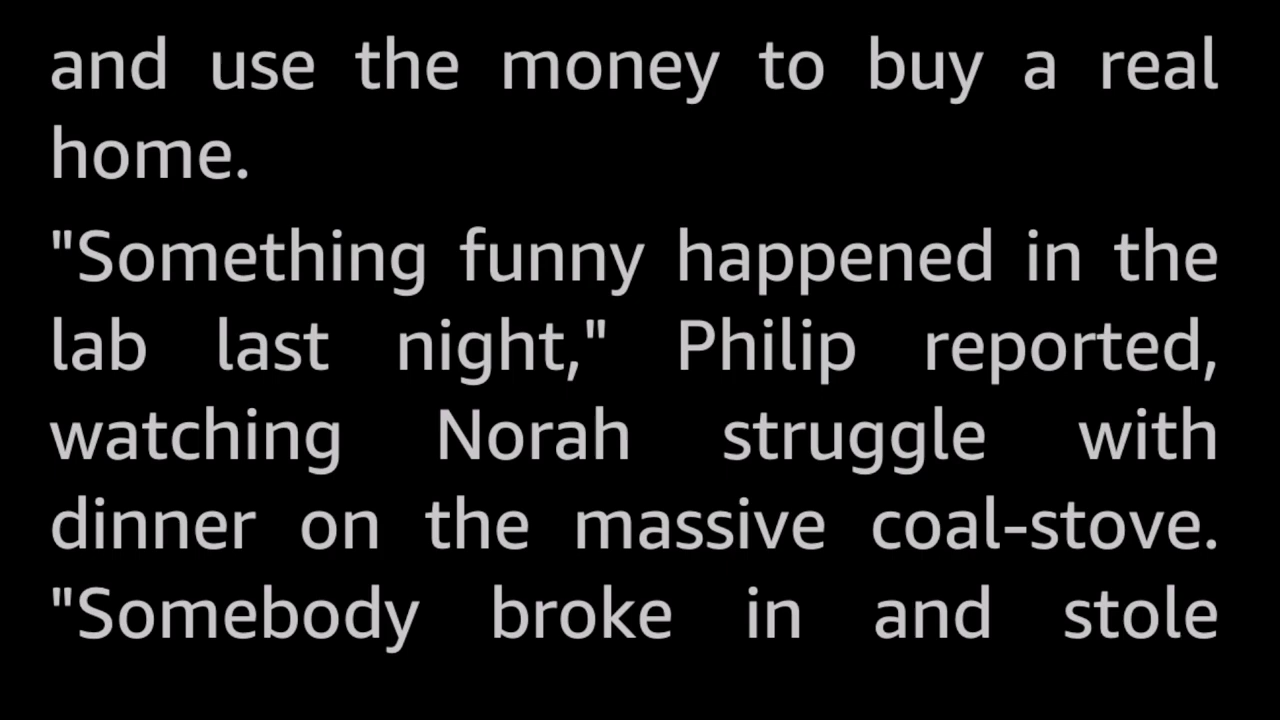 and use the money to buy a real
home.
"Something funny happened in the
lab last night," Philip reported,
watching Norah struggle with
dinner on the massive coal-stove.
"Somebody broke in and stole